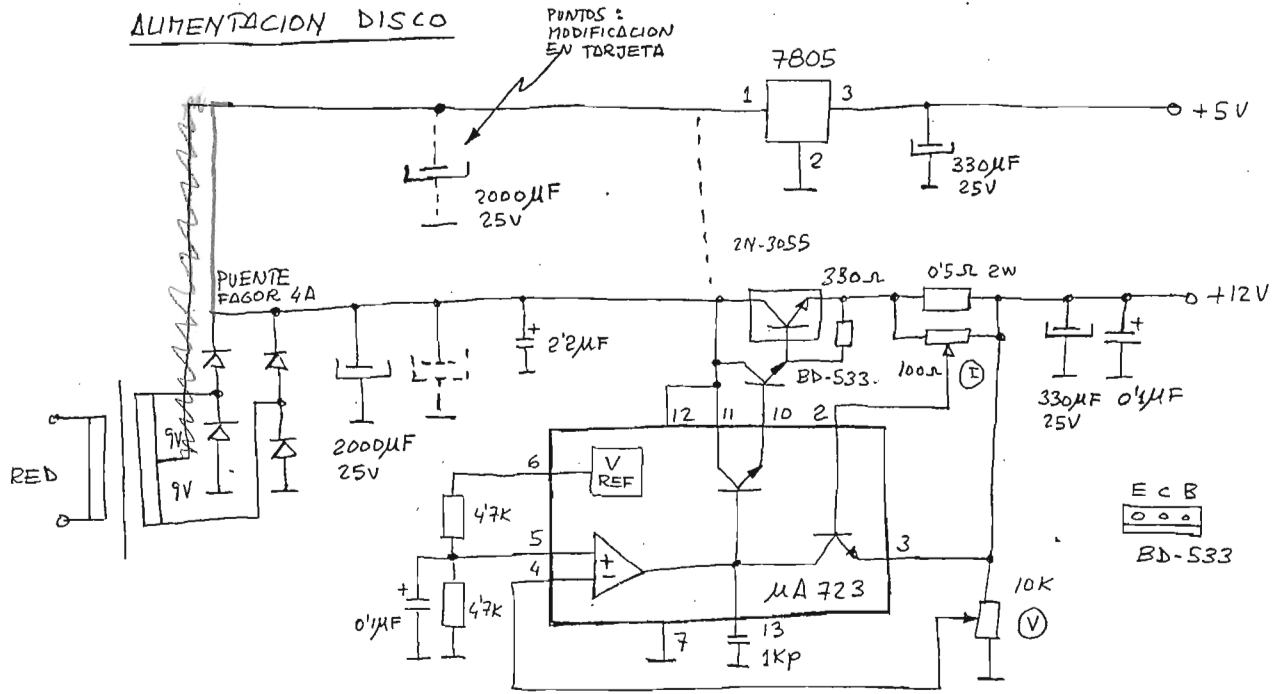 ALIMENTACION DISCO
PUNTOS:
MODIFICACION
EN TARJETA
7805
1
3
2
+5V
2000µF
25V
330µF
25V
2N-3055
PUENTE
FAGOR 4A
330Ω
0'5Ω 2W
+12V
2'2µF
BD-533.
100Ω
I
330µF
25V
0'1µF
2000µF
25V
12
11
10
2
9V
9V
RED
6
V
REF
4'7K
5
4
+
-
3
µA 723
E C B
BD-533
10K
V
0'1µF
4'7K
7
13
1Kp